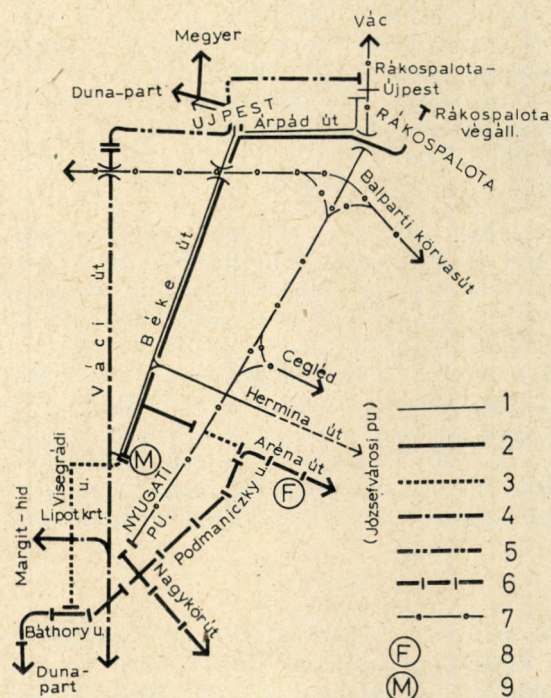 Vác
Megyer
Rákospalota-
Újpest
Duna-part
ÚJPEST
Árpád út
RÁKOSPALOTA
Rákospalota
végáll.
Balparti körvasút
Váci út
Béke út
Cegléd
Hermina út
Aréna út
(Józsefvárosi pu)
M
F
Visegrádi
u.
Margit-híd
Lipót krt.
NYUGATI
PU.
Podmaniczky u.
Nagykörút
Báthory u.
Duna-
part
1
2
3
4
5
6
7
F 8
M 9